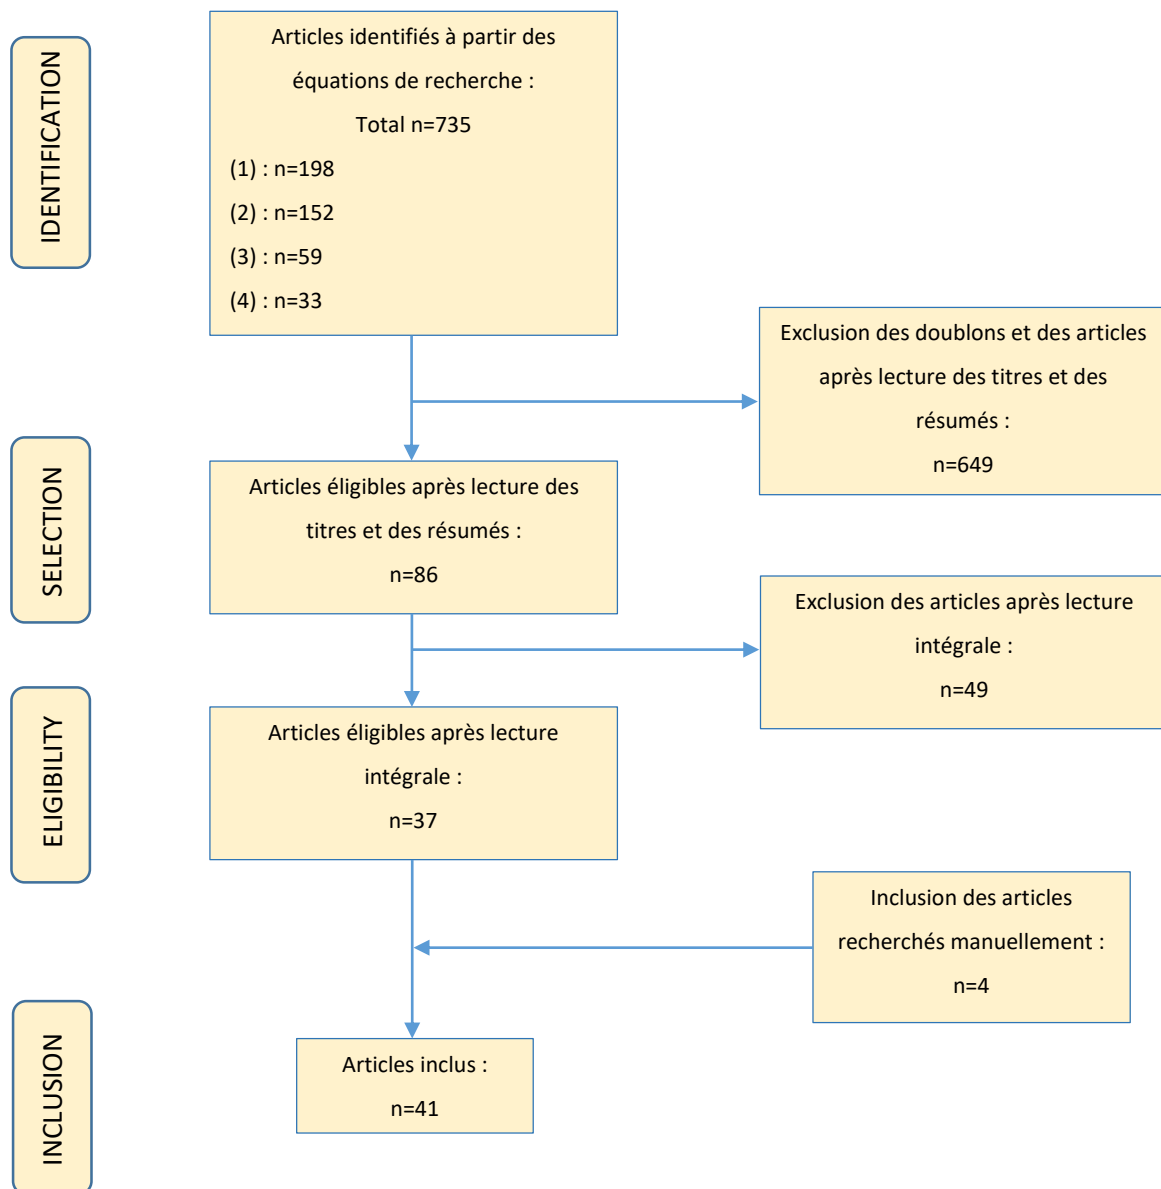 IDENTIFICATION
Articles identifiés à partir des
équations de recherche :
Total n=735
(1) : n=198
(2) : n=152
(3) : n=59
(4) : n=33
Exclusion des doublons et des articles
après lecture des titres et des
résumés :
n=649
SELECTION
Articles éligibles après lecture des
titres et des résumés :
n=86
Exclusion des articles après lecture
intégrale :
n=49
ELIGIBILITY
Articles éligibles après lecture
intégrale :
n=37
Inclusion des articles
recherchés manuellement :
n=4
INCLUSION
Articles inclus :
n=41